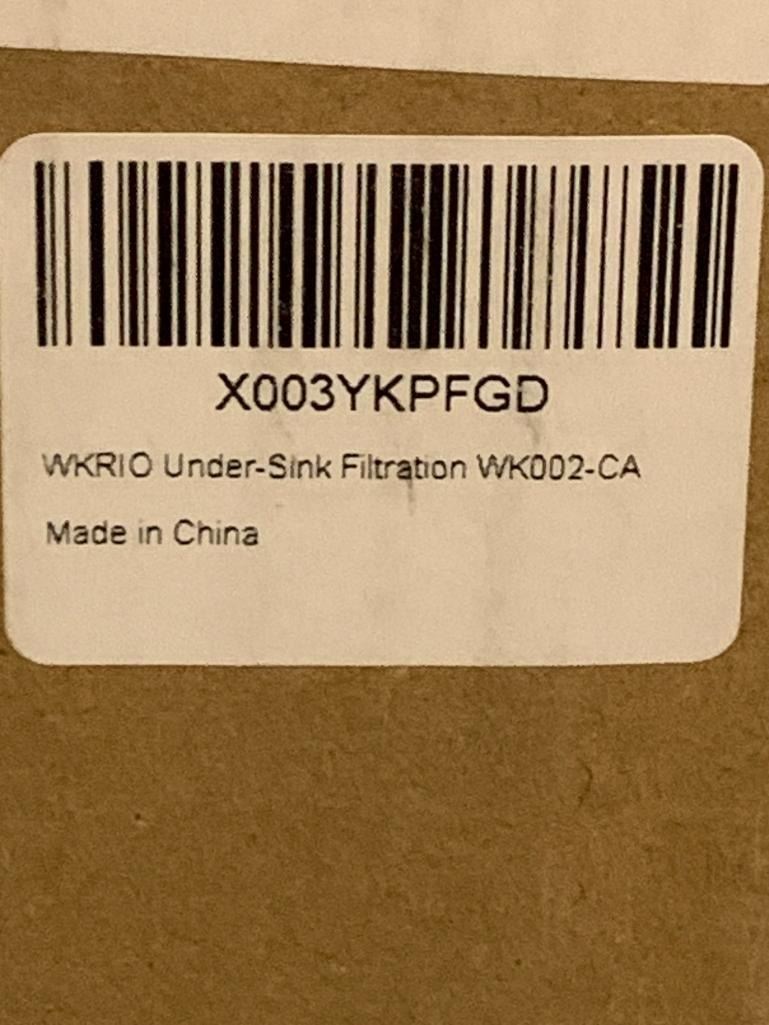 X003YKPFGD
WKRIO Under-Sink Filtration WK002-CA
Made in China